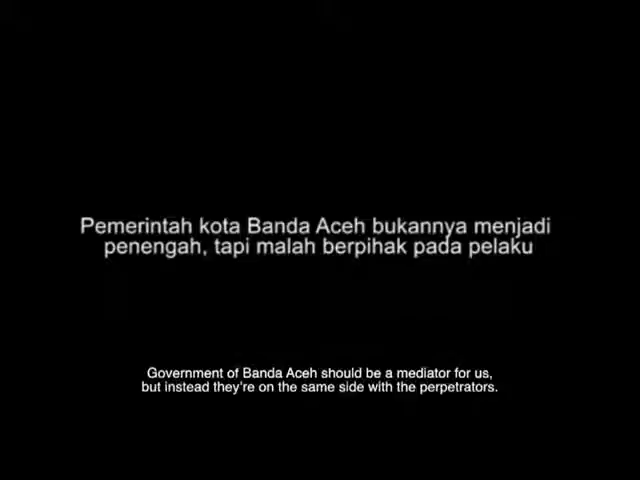 Pemerintah kota Banda Aceh bukannya menjadi
penengah, tapi malah berpihak pada pelaku
Government of Banda Aceh should be a mediator for us,
but instead they're on the same side with the perpetrators.